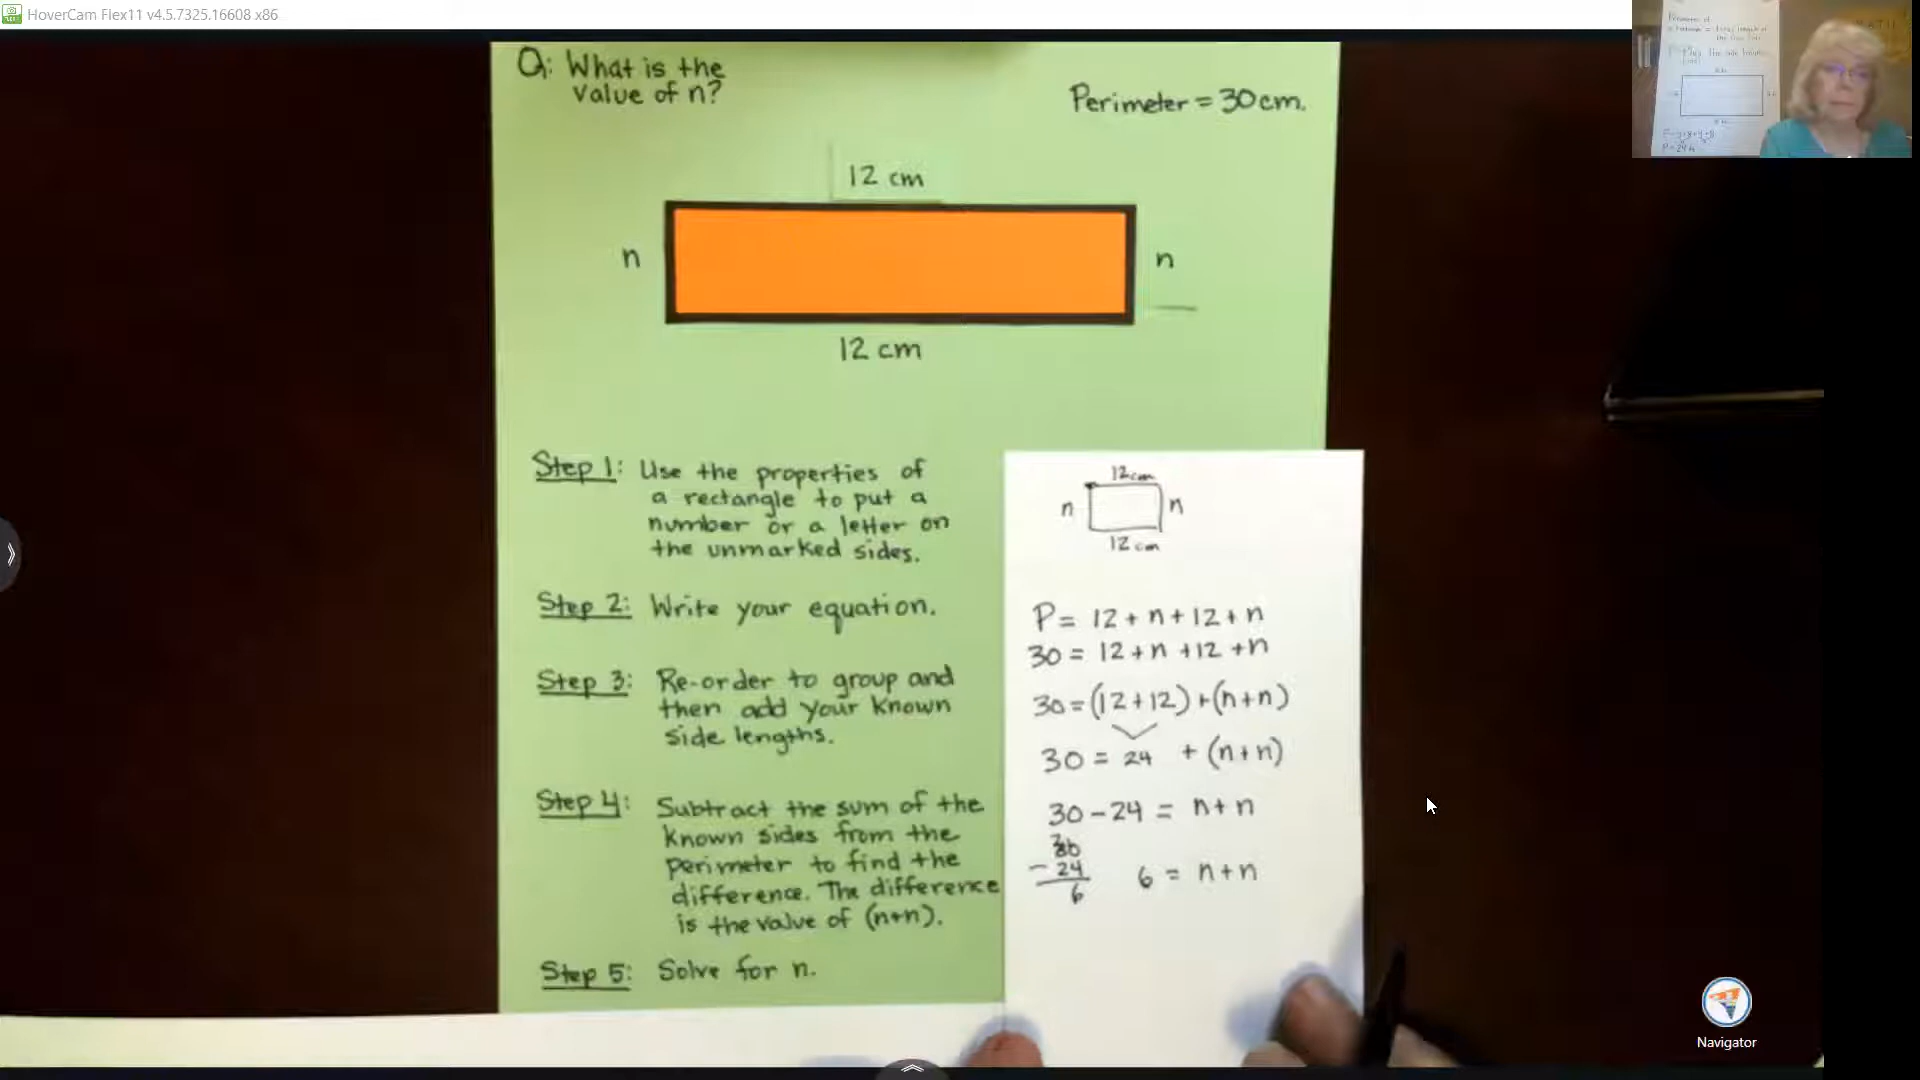 HoverCam Flex11 v4.5.7325.16608 x86
Q: What is the
value of n?
Perimeter = 30cm.
12 cm
n
n
12 cm
Step 1: Use the properties of
a rectangle to put a
number or a letter on
the unmarked sides.
Step 2: Write your equation.
Step 3: Re-order to group and
then add your known
side lengths.
Step 4: Subtract the sum of the
known sides from the
perimeter to find the
difference. The difference
is the value of (n+n).
Step 5: Solve for n.
12cm
n
n
12 cm
P = 12 + n + 12 + n
30 = 12 + n + 12 + n
30 = (12 + 12) + (n + n)
30 = 24 + (n + n)
30 - 24 = n + n
- 24
6
6 = n + n
Perimeter of
Navigator